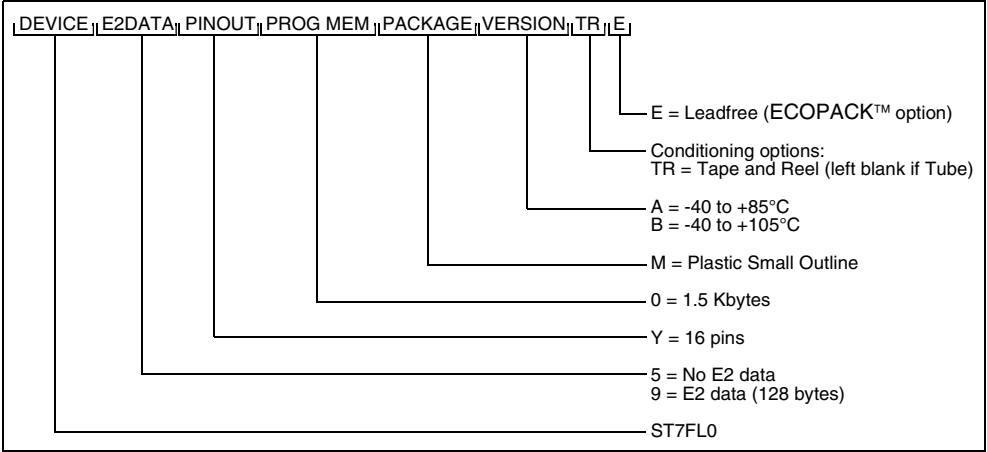 DEVICE E2DATA PINOUT PROG MEM PACKAGE VERSION TR E
E = Leadfree (ECOPACK™ option)
Conditioning options:
TR = Tape and Reel (left blank if Tube)
A = -40 to +85°C
B = -40 to +105°C
M = Plastic Small Outline
0 = 1.5 Kbytes
Y = 16 pins
5 = No E2 data
9 = E2 data (128 bytes)
ST7FL0